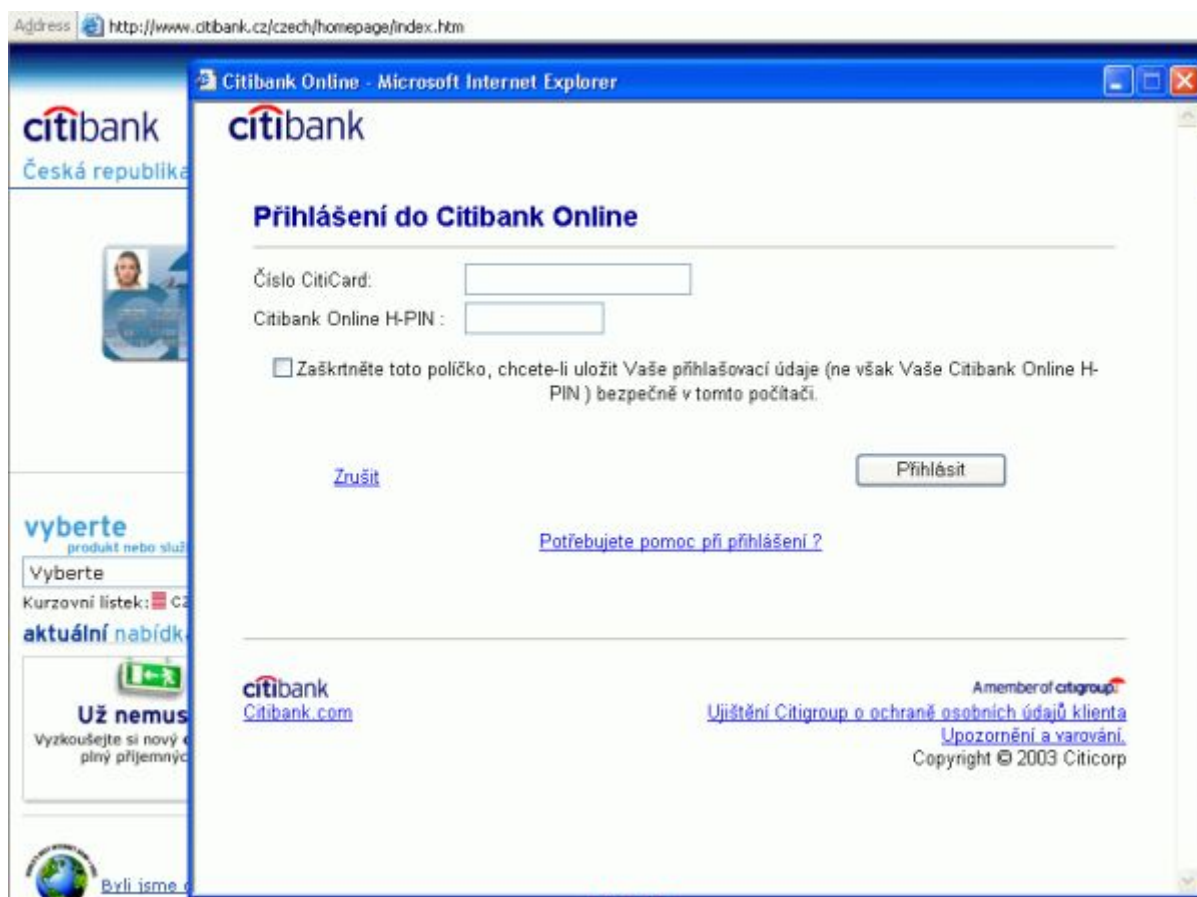 Address http://www.citibank.cz/czech/homepage/index.htm
Citibank Online - Microsoft Internet Explorer
citibank
Česká republika
citibank
Přihlášení do Citibank Online
Číslo CitiCard:
Citibank Online H-PIN :
Zaškrtněte toto políčko, chcete-li uložit Vaše přihlašovací údaje (ne však Vaše Citibank Online H-
PIN ) bezpečně v tomto počítači.
Zrušit
Přihlásit
Potřebujete pomoc při přihlášení ?
vyberte
produkt nebo
Vyberte
Kurzovní lístek:
aktuální
Už
Vyzkoušejte si nový
plný
Byli jsme
citibank
Citibank.com
A member of citigroup
Ujištění Citigroup o ochraně osobních údajů klienta
Upozornění a varování.
Copyright © 2003 Citicorp